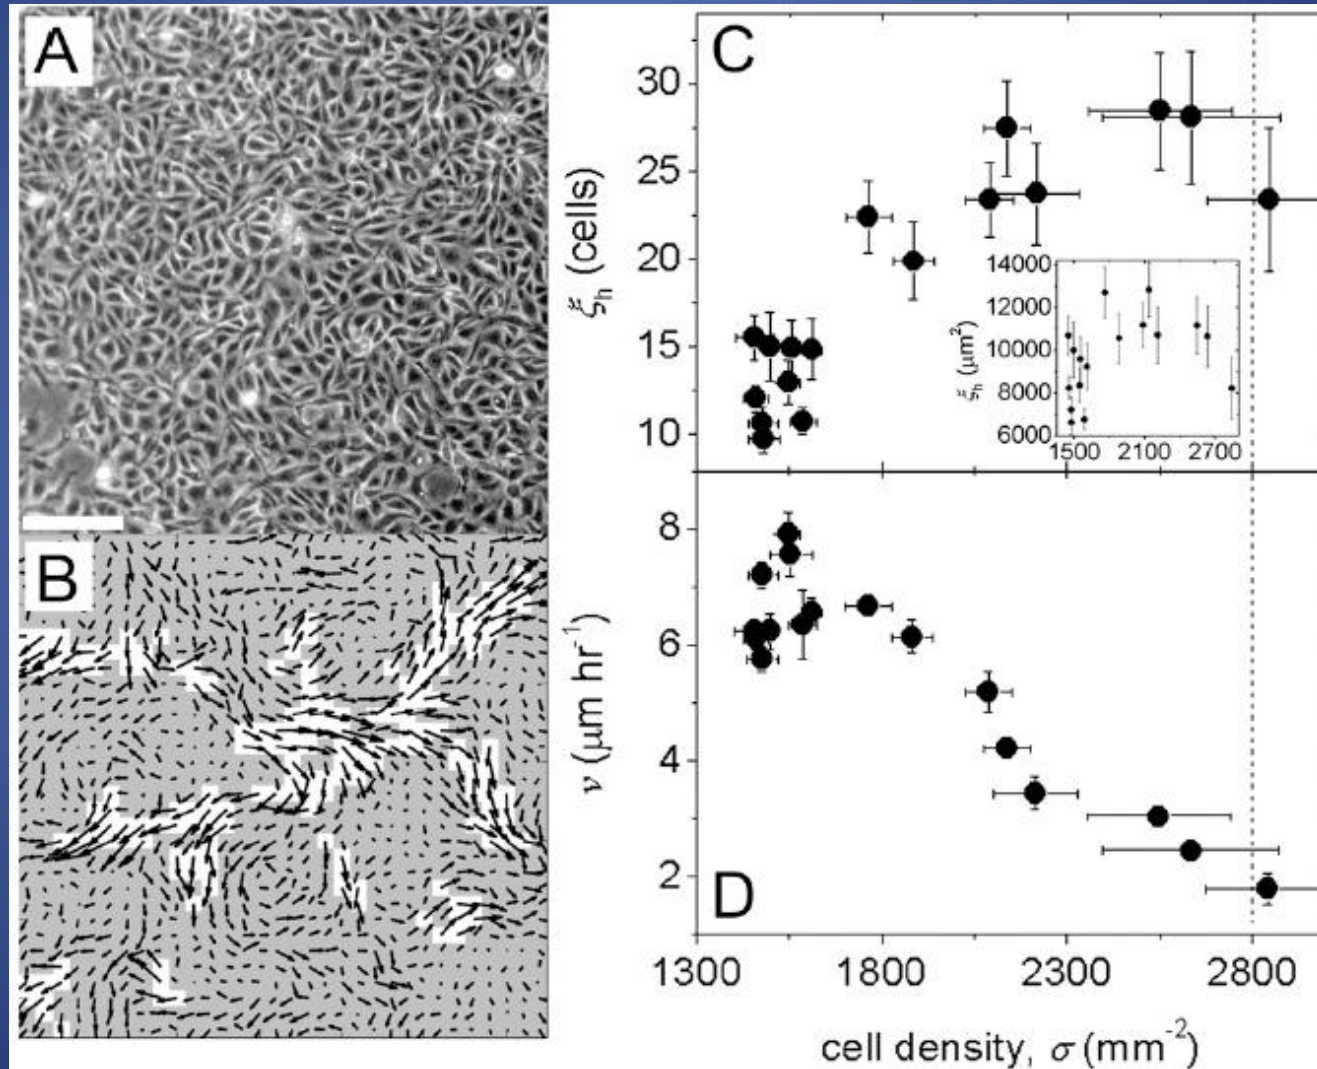 A
B
C
ξh (cells)
30
25
20
15
10
ξh (μm²)
14000
12000
10000
8000
6000
1500 2100 2700
D
v (μm hr⁻¹)
8
6
4
2
1300 1800 2300 2800
cell density, σ (mm⁻²)